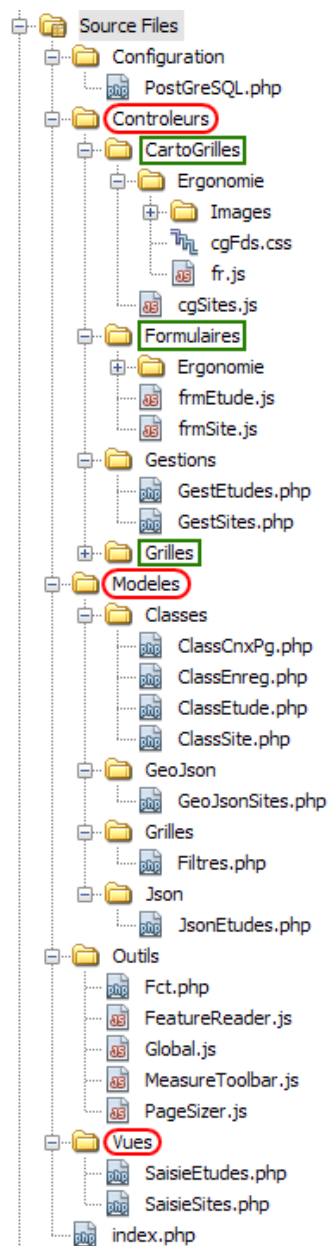 Source Files
Configuration
PostGreSQL.php
Controleurs
CartoGrilles
Ergonomie
Images
cgFds.css
fr.js
cgSites.js
Formulaires
Ergonomie
frmEtude.js
frmSite.js
Gestions
GestEtudes.php
GestSites.php
Grilles
Modeles
Classes
ClassCnxPg.php
ClassEnreg.php
ClassEtude.php
ClassSite.php
GeoJson
GeoJsonSites.php
Grilles
Filtres.php
Json
JsonEtudes.php
Outils
Fct.php
FeatureReader.js
Global.js
MeasureToolbar.js
PageSizer.js
Vues
SaisieEtudes.php
SaisieSites.php
index.php